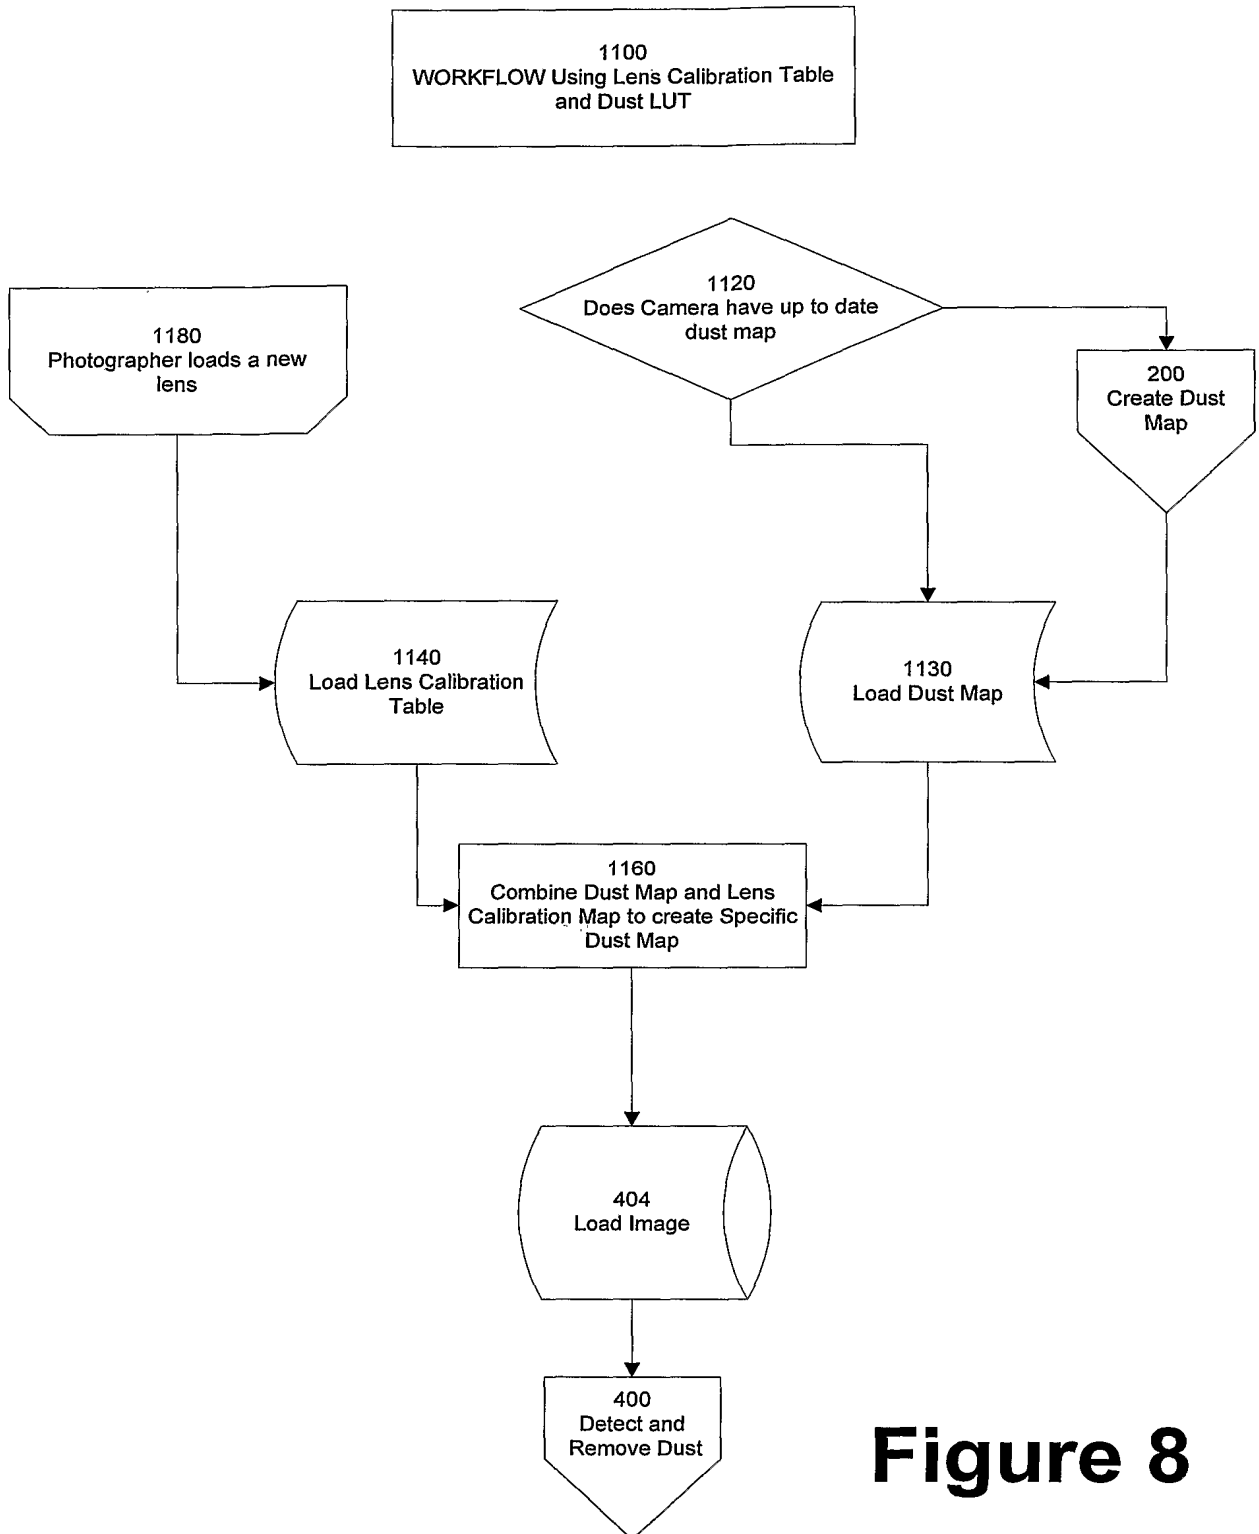 1100
WORKFLOW Using Lens Calibration Table
and Dust LUT
1120
Does Camera have up to date
dust map
1180
Photographer loads a new
lens
200
Create Dust
Map
1140
Load Lens Calibration
Table
1130
Load Dust Map
1160
Combine Dust Map and Lens
Calibration Map to create Specific
Dust Map
404
Load Image
400
Detect and
Remove Dust
Figure 8